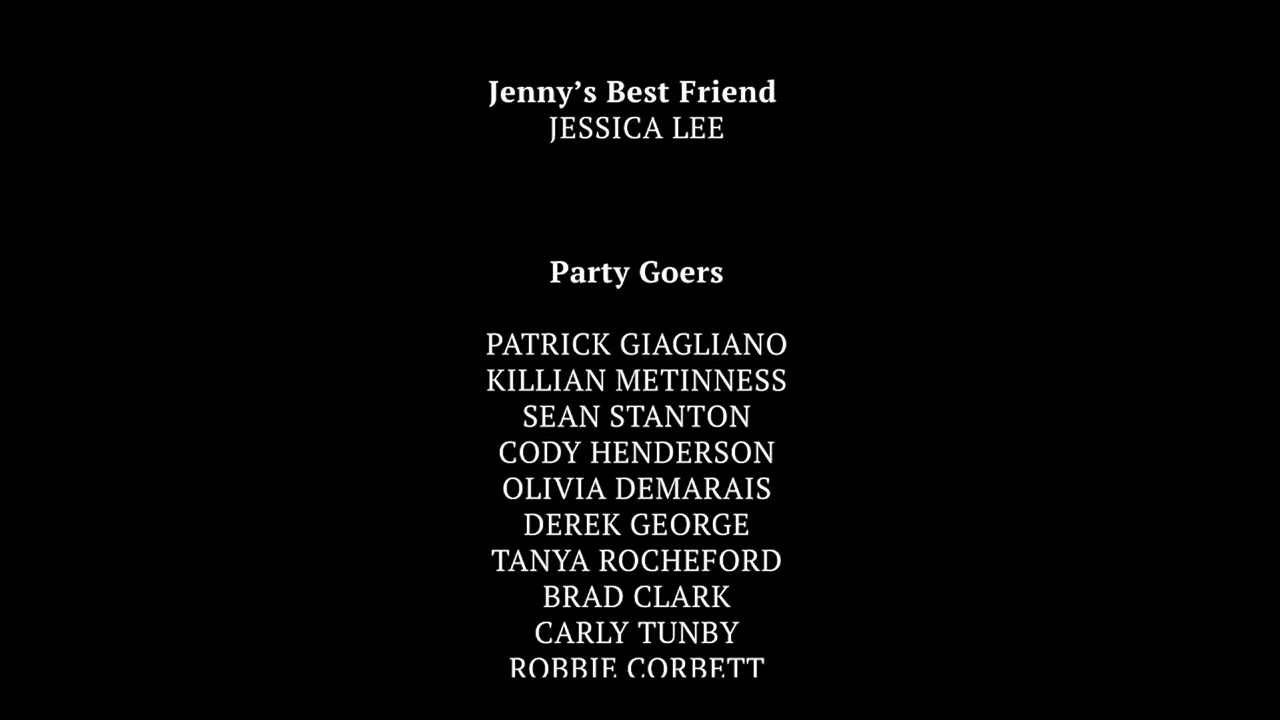 Jenny’s Best Friend
JESSICA LEE
Party Goers
PATRICK GIAGLIANO
KILLIAN METINNESS
SEAN STANTON
CODY HENDERSON
OLIVIA DEMARAIS
DEREK GEORGE
TANYA ROCHEFORD
BRAD CLARK
CARLY TUNBY
ROBBIE CORBETT